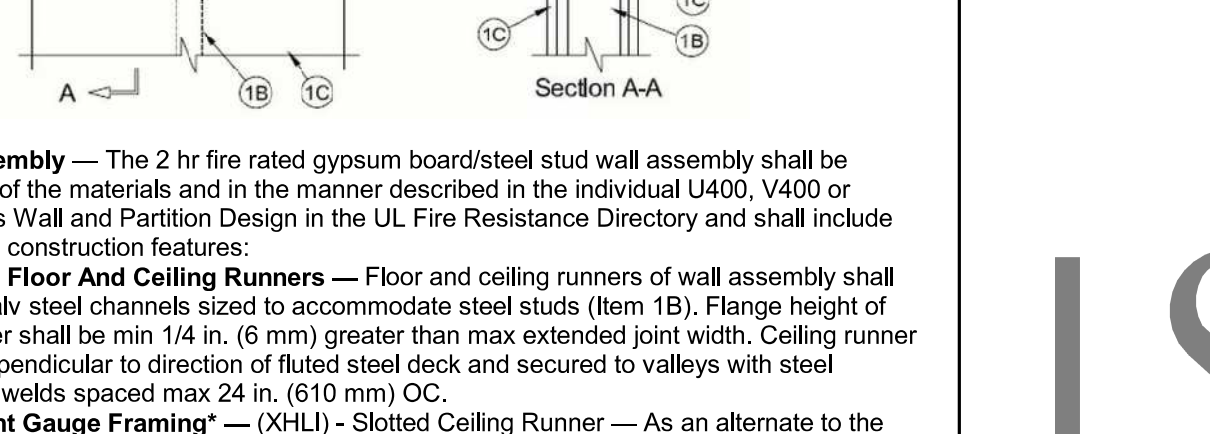 1C
1C
1B
A
1B
1C
Section A-A
embly — The 2 hr fire rated gypsum board/steel stud wall assembly shall be
of the materials and in the manner described in the individual U400, V400 or
s Wall and Partition Design in the UL Fire Resistance Directory and shall include
construction features:
Floor And Ceiling Runners — Floor and ceiling runners of wall assembly shall
alv steel channels sized to accommodate steel studs (Item 1B). Flange height of
er shall be min 1/4 in. (6 mm) greater than max extended joint width. Ceiling runner
pendicular to direction of fluted steel deck and secured to valleys with steel
welds spaced max 24 in. (610 mm) OC.
nt Gauge Framing* — (XHLI) - Slotted Ceiling Runner — As an alternate to the